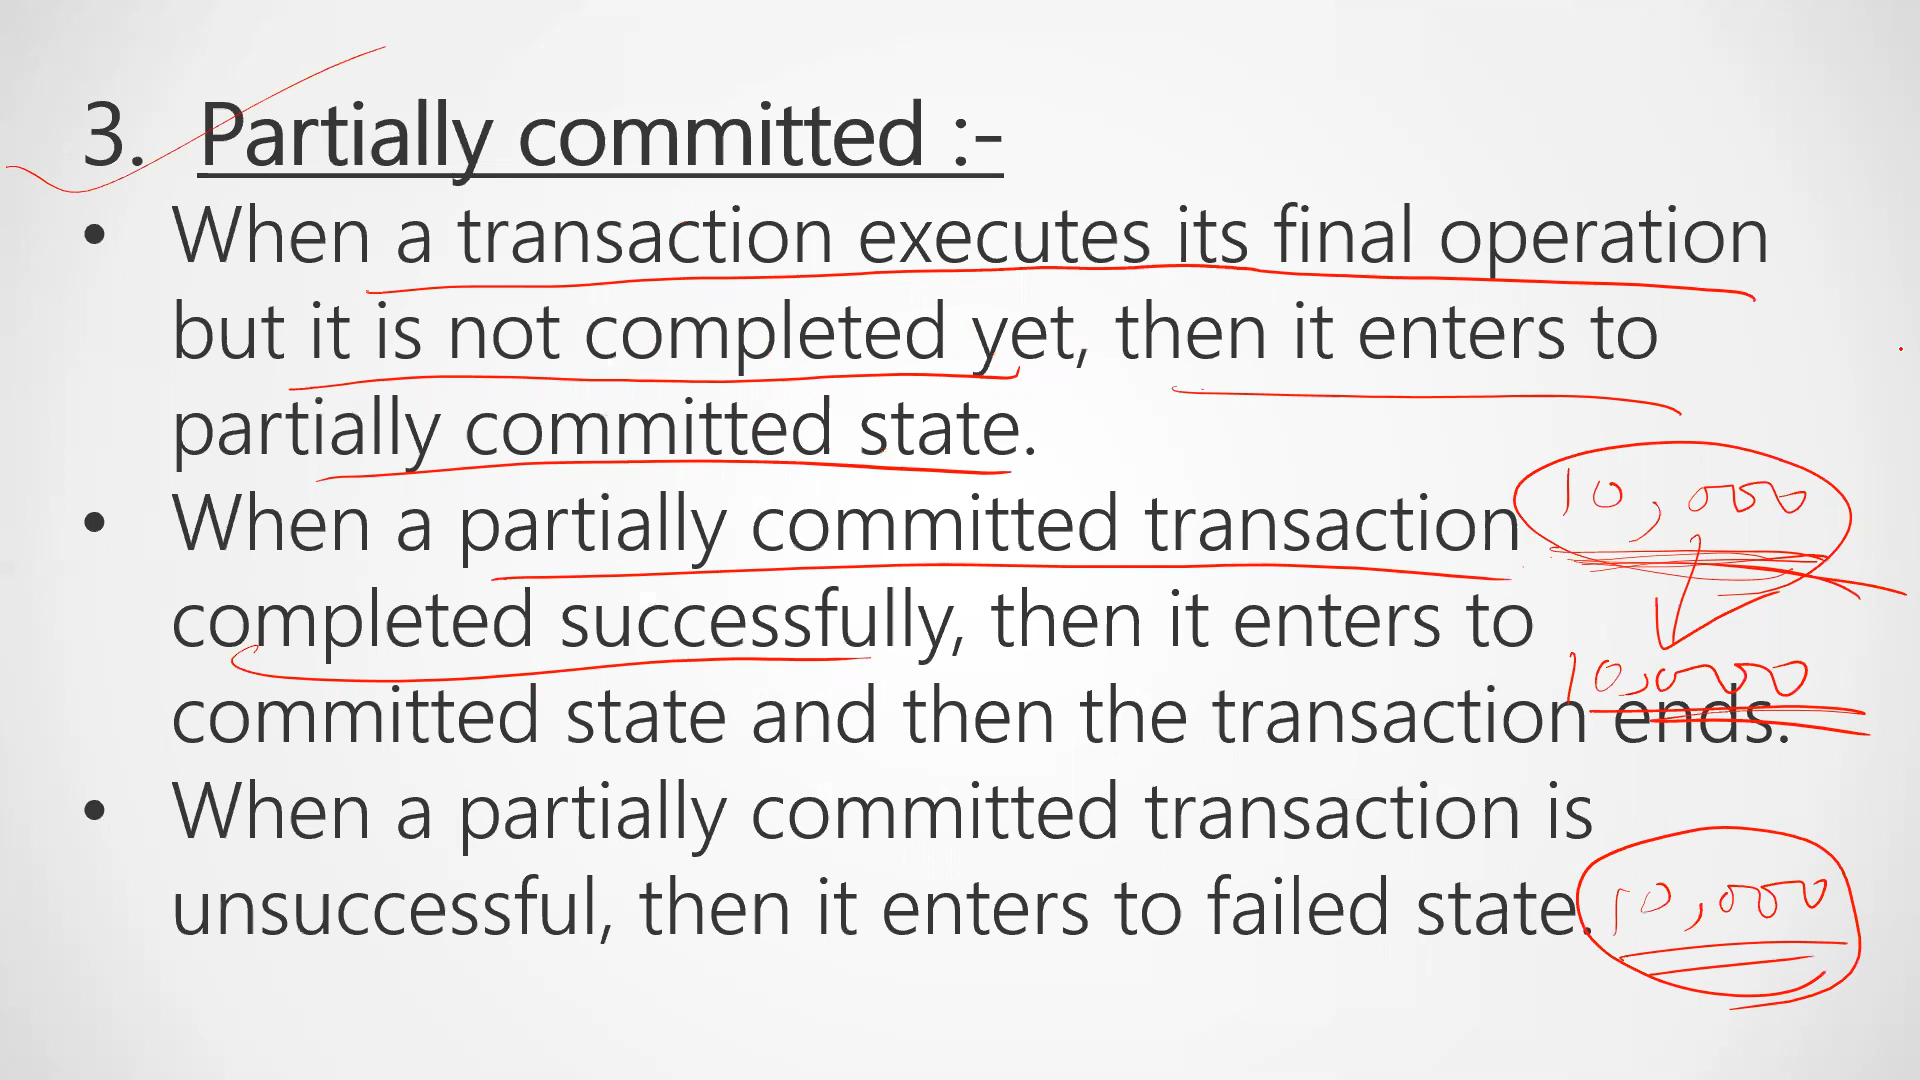 3. Partially committed :-
• When a transaction executes its final operation
but it is not completed yet, then it enters to
partially committed state.
10,000
• When a partially committed transaction
completed successfully, then it enters to
10,000
committed state and then the transaction ends.
• When a partially committed transaction is
unsuccessful, then it enters to failed state.
10,000